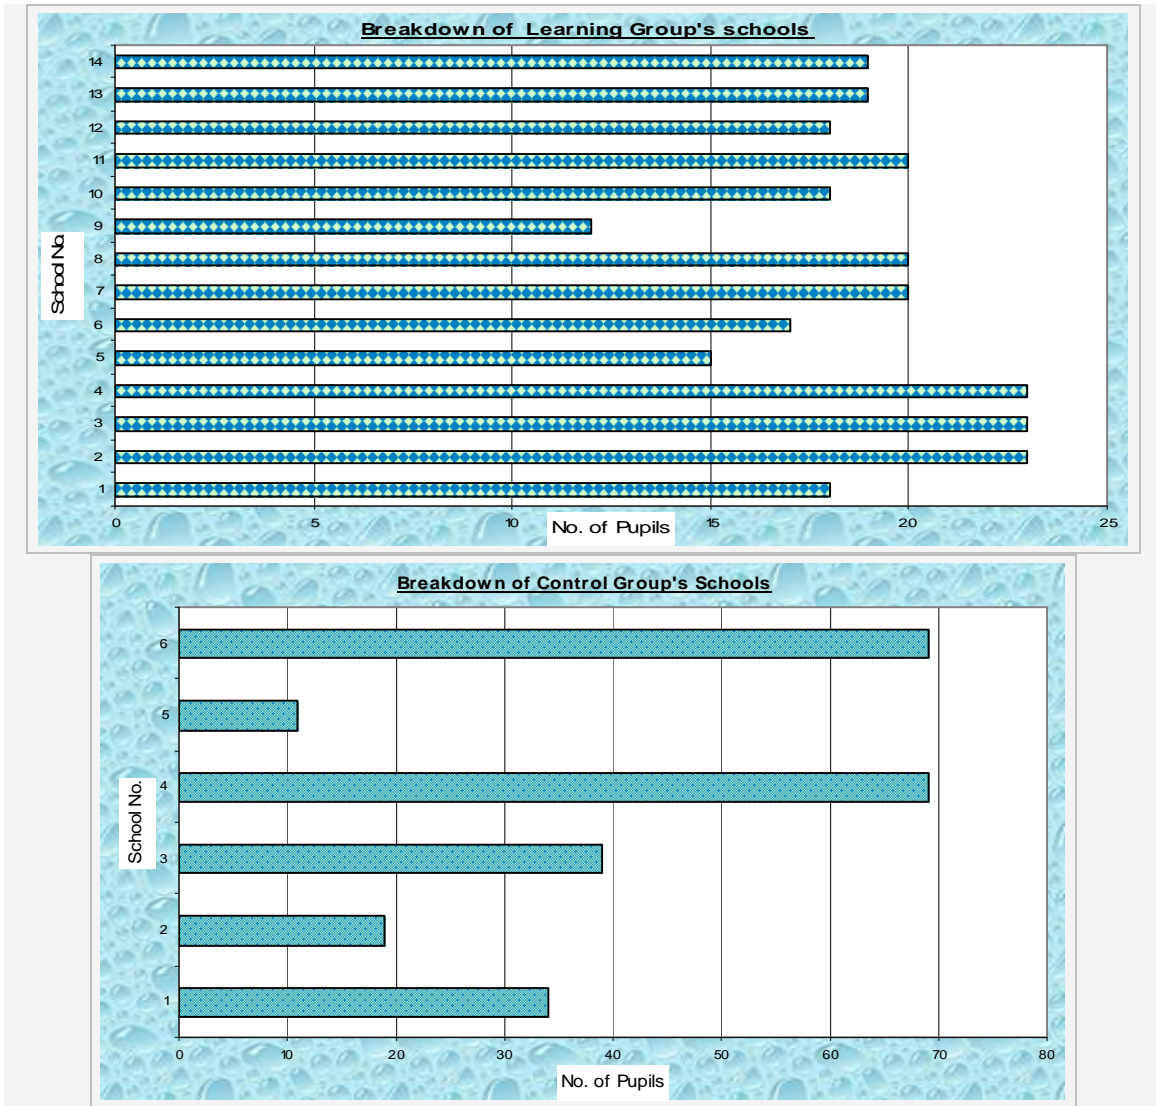 Breakdown of Learning Group's schools
14
13
12
11
10
9
8
7
6
5
4
3
2
1
School No.
0 5 10 15 20 25
No. of Pupils
Breakdown of Control Group's Schools
6
5
4
3
2
1
School No.
0 10 20 30 40 50 60 70 80
No. of Pupils